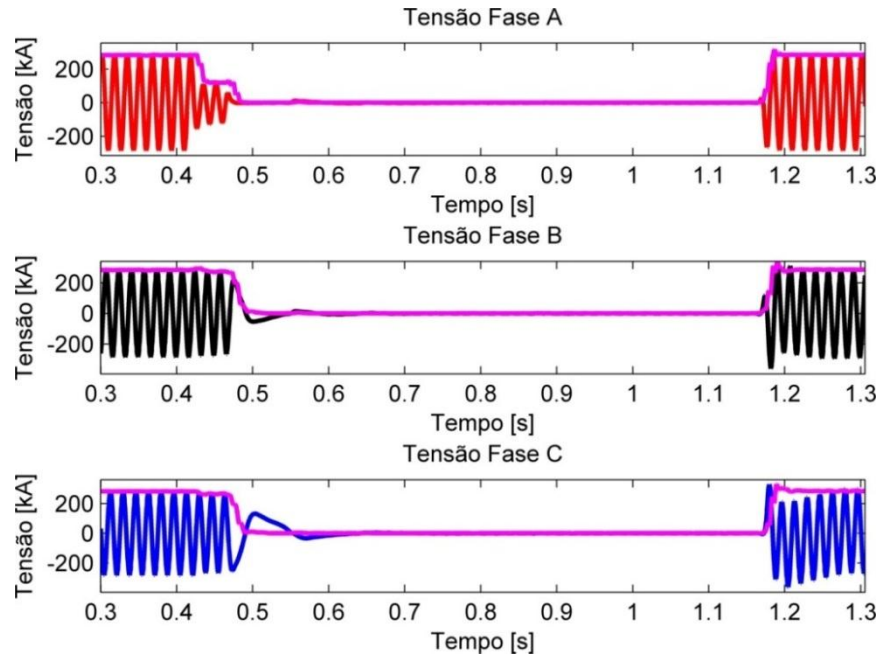 Tensão Fase A
Tensão [kA]
200
0
-200
0.3 0.4 0.5 0.6 0.7 0.8 0.9 1 1.1 1.2 1.3
Tempo [s]
Tensão Fase B
Tensão [kA]
200
0
-200
0.3 0.4 0.5 0.6 0.7 0.8 0.9 1 1.1 1.2 1.3
Tempo [s]
Tensão Fase C
Tensão [kA]
200
0
-200
0.3 0.4 0.5 0.6 0.7 0.8 0.9 1 1.1 1.2 1.3
Tempo [s]